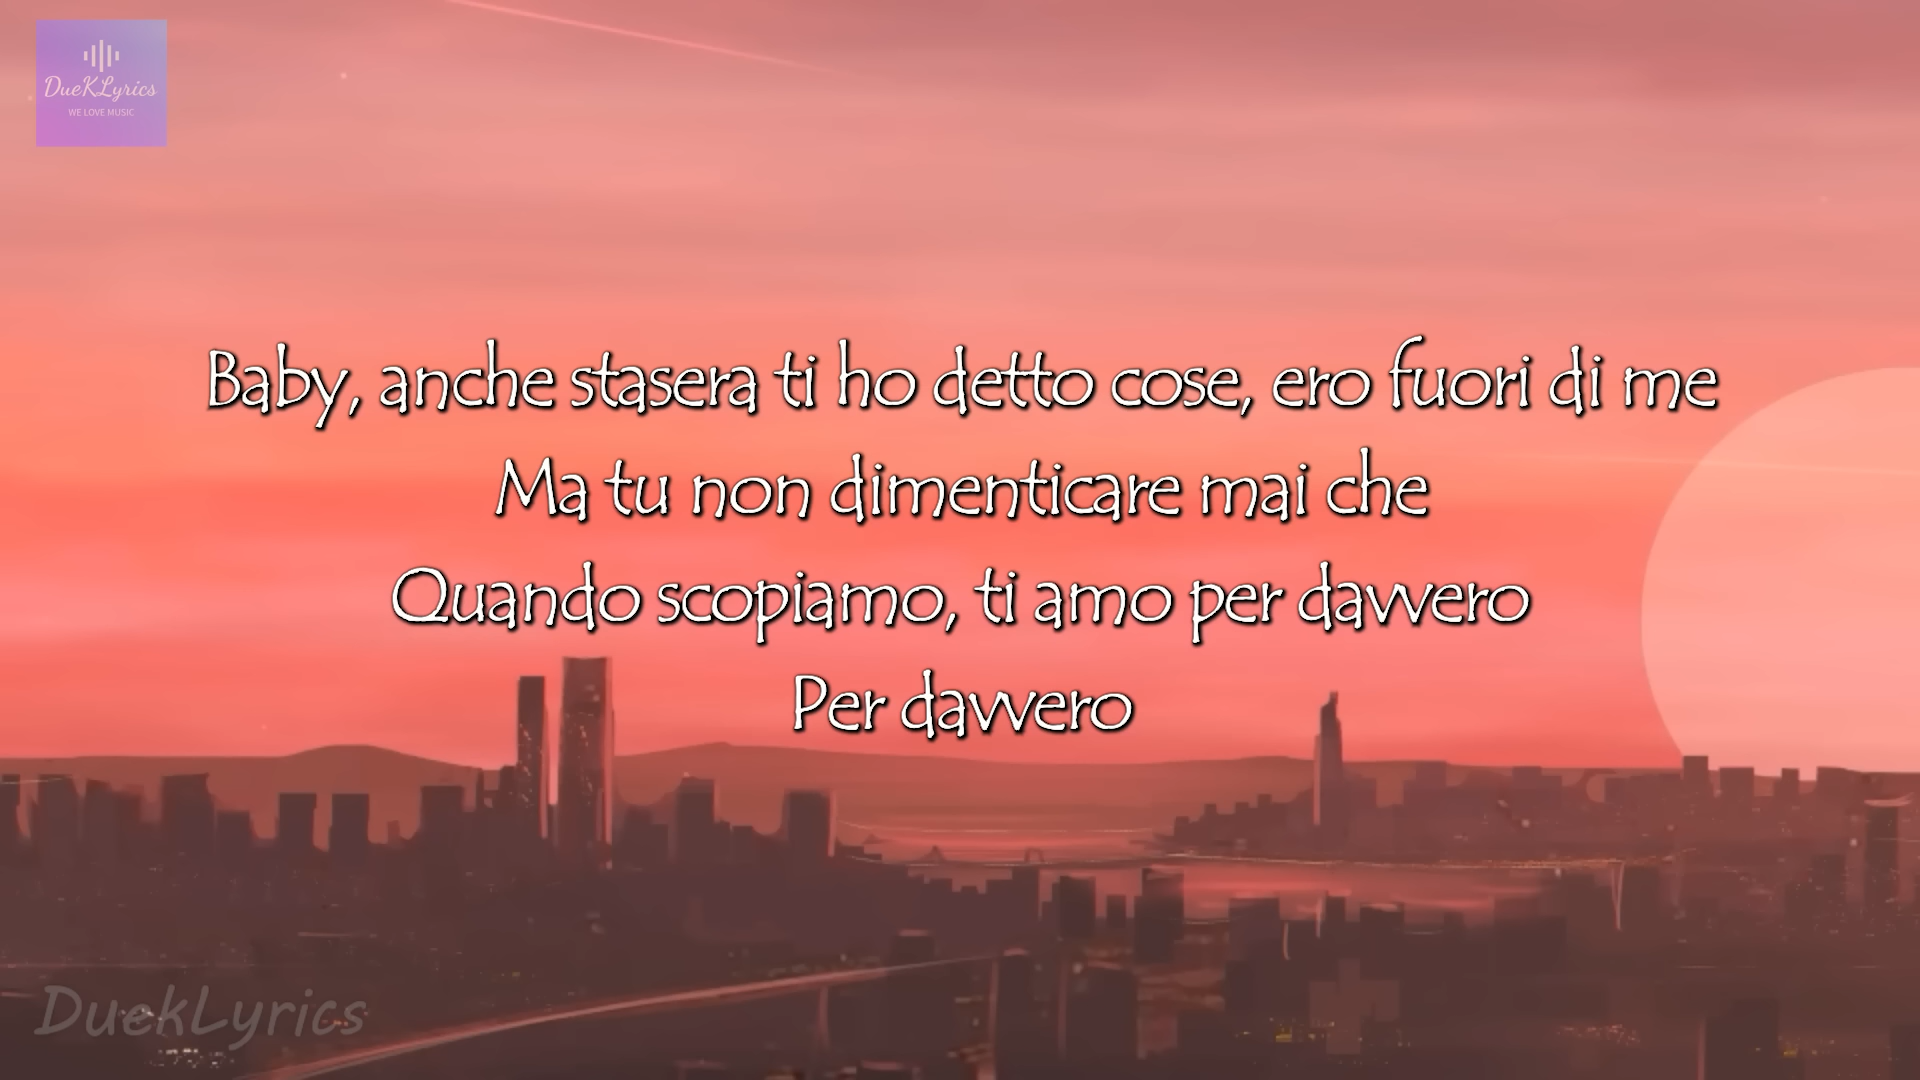 DueKLyrics
WE LOVE MUSIC
Baby, anche stasera ti ho detto cose, ero fuori di me
Ma tu non dimenticare mai che
Quando scopiamo, ti amo per davvero
Per davvero
DuekLyrics